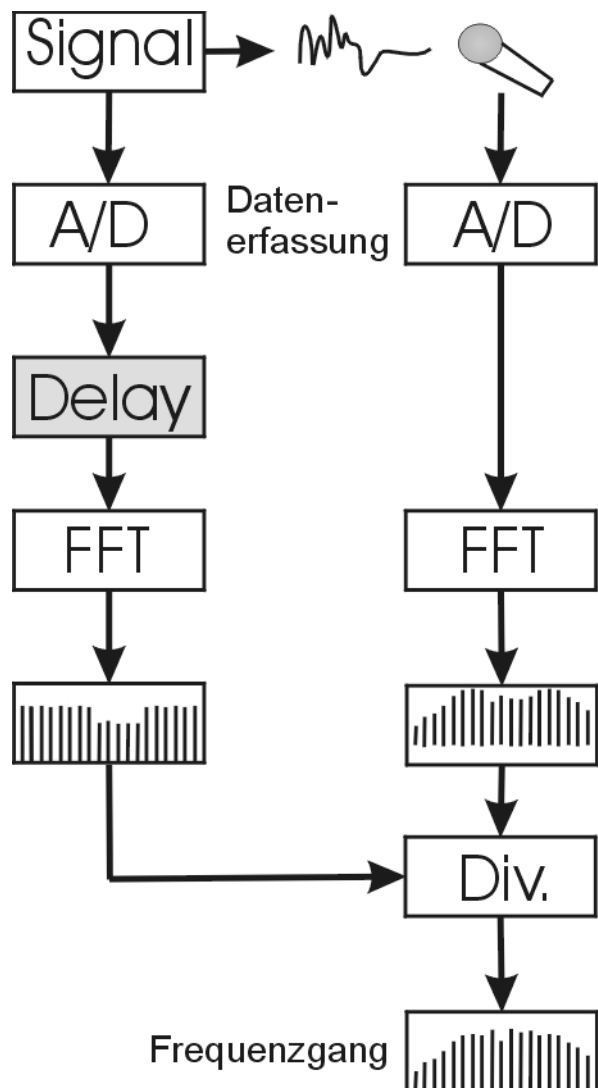 Signal
A/D
Daten-
erfassung
A/D
Delay
FFT
FFT
Div.
Frequenzgang